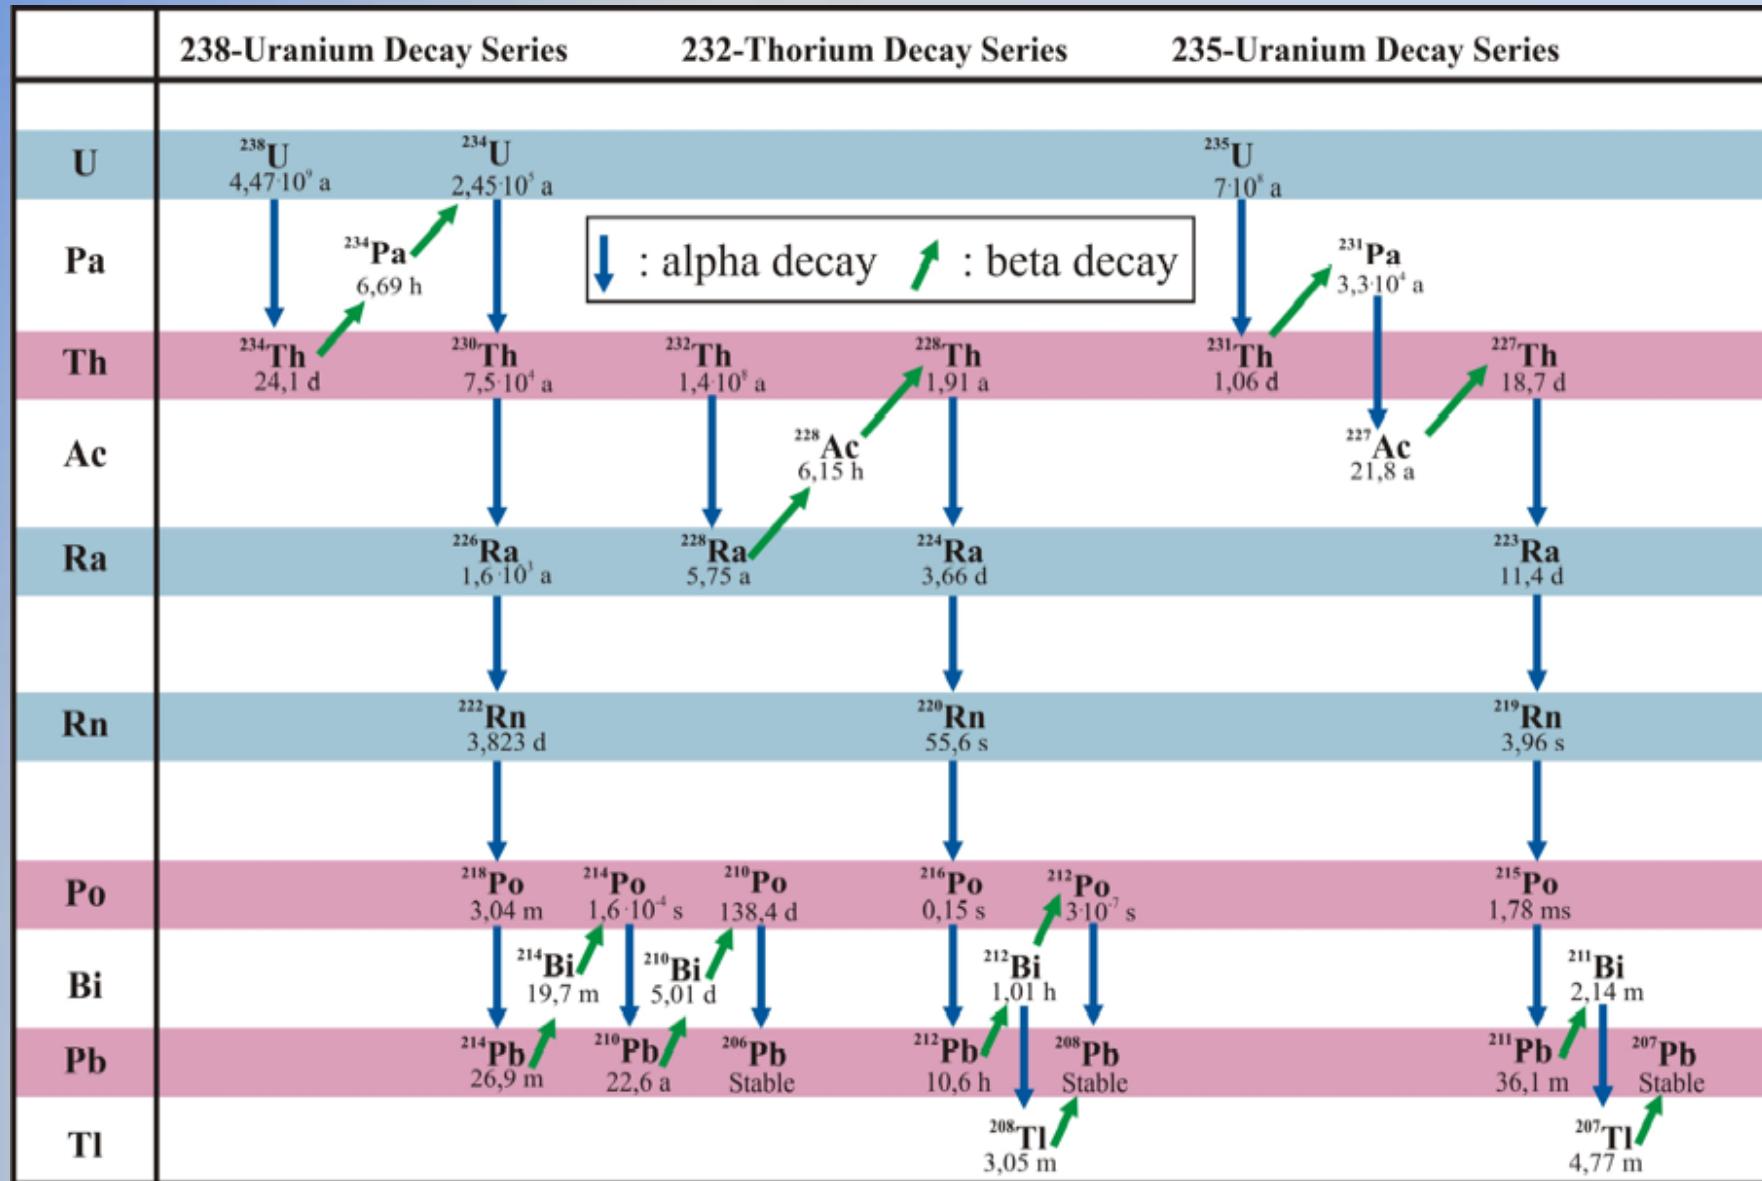 238-Uranium Decay Series 232-Thorium Decay Series 235-Uranium Decay Series
U
²³⁸U ²³⁴U ²³⁵U
4,47·10⁹ a 2,45·10⁵ a 7·10⁸ a
Pa
²³⁴Pa ²³¹Pa
6,69 h 3,3·10⁴ a
: alpha decay : beta decay
Th
²³⁴Th ²³⁰Th ²³²Th ²²⁸Th ²³¹Th ²²⁷Th
24,1 d 7,5·10⁴ a 1,4·10⁸ a 1,91 a 1,06 d 18,7 d
Ac
²²⁸Ac ²²⁷Ac
6,15 h 21,8 a
Ra
²²⁶Ra ²²⁸Ra ²²⁴Ra ²²³Ra
1,6·10³ a 5,75 a 3,66 d 11,4 d
Rn
²²²Rn ²²⁰Rn ²¹⁹Rn
3,823 d 55,6 s 3,96 s
Po
²¹⁸Po ²¹⁴Po ²¹⁰Po ²¹⁶Po ²¹²Po ²¹⁵Po
3,04 m 1,6·10⁻⁴ s 138,4 d 0,15 s 3·10⁻⁷ s 1,78 ms
Bi
²¹⁴Bi ²¹⁰Bi ²¹²Bi ²¹¹Bi
19,7 m 5,01 d 1,01 h 2,14 m
Pb
²¹⁴Pb ²¹⁰Pb ²⁰⁶Pb ²¹²Pb ²⁰⁸Pb ²¹¹Pb ²⁰⁷Pb
26,9 m 22,6 a Stable 10,6 h Stable 36,1 m Stable
Tl
²⁰⁸Tl ²⁰⁷Tl
3,05 m 4,77 m